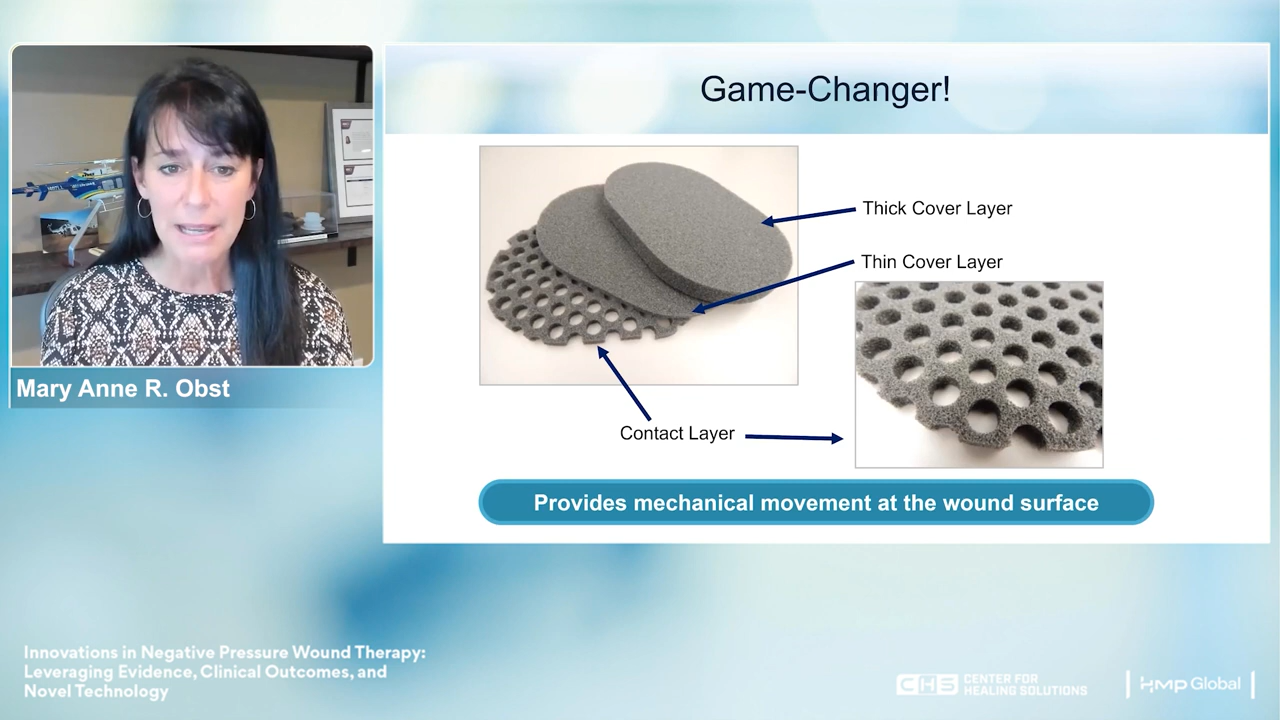 Game-Changer!
Thick Cover Layer
Thin Cover Layer
Contact Layer
Provides mechanical movement at the wound surface
Mary Anne R. Obst
Innovations in Negative Pressure Wound Therapy:
Leveraging Evidence, Clinical Outcomes, and
Novel Technology
CHS CENTER FOR
HEALING SOLUTIONS
HMP Global